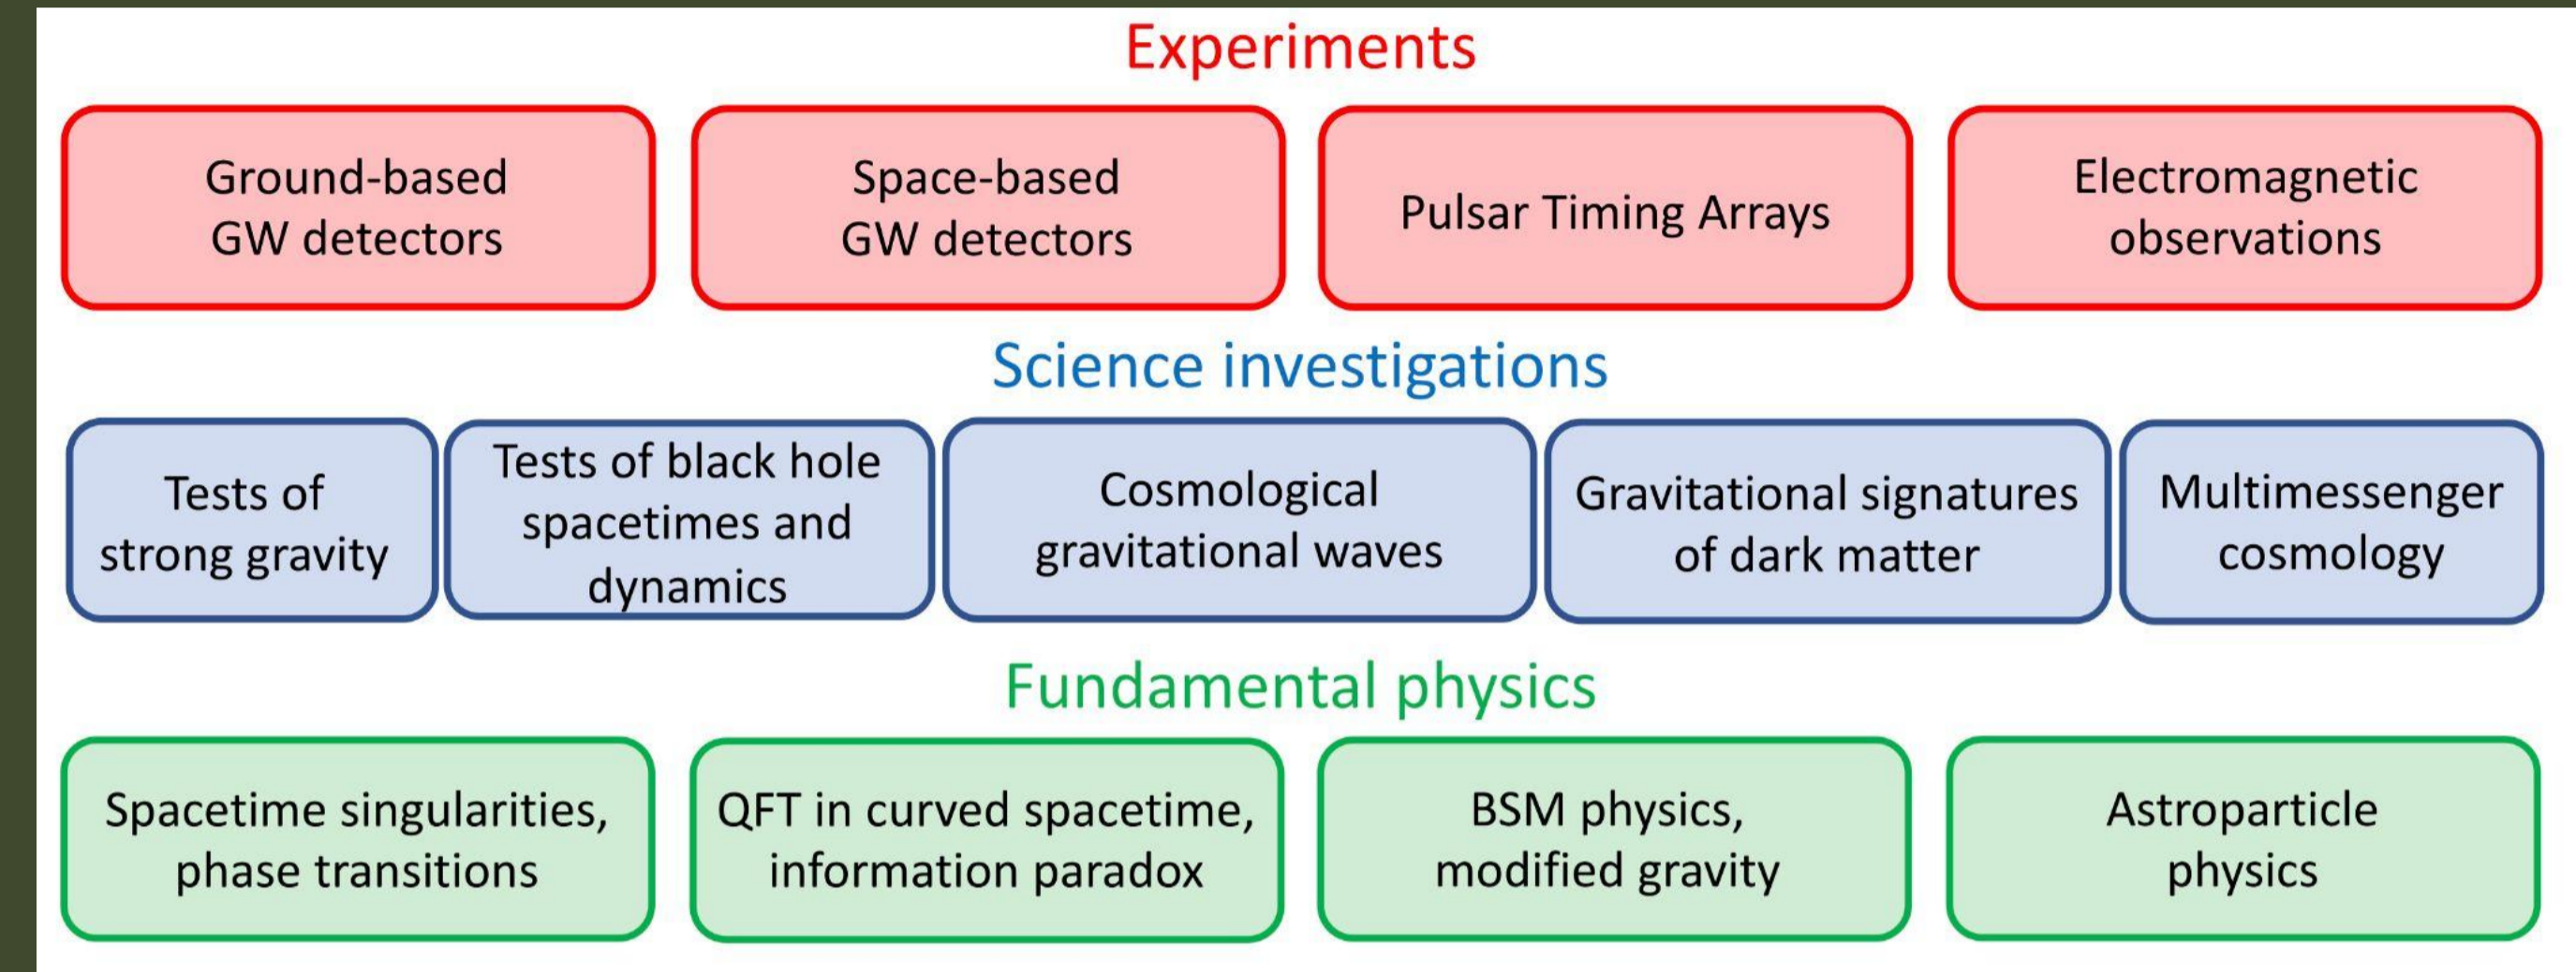 Experiments
Ground-based
GW detectors
Space-based
GW detectors
Pulsar Timing Arrays
Electromagnetic
observations
Science investigations
Tests of
strong gravity
Tests of black hole
spacetimes and
dynamics
Cosmological
gravitational waves
Gravitational signatures
of dark matter
Multimessenger
cosmology
Fundamental physics
Spacetime singularities,
phase transitions
QFT in curved spacetime,
information paradox
BSM physics,
modified gravity
Astroparticle
physics